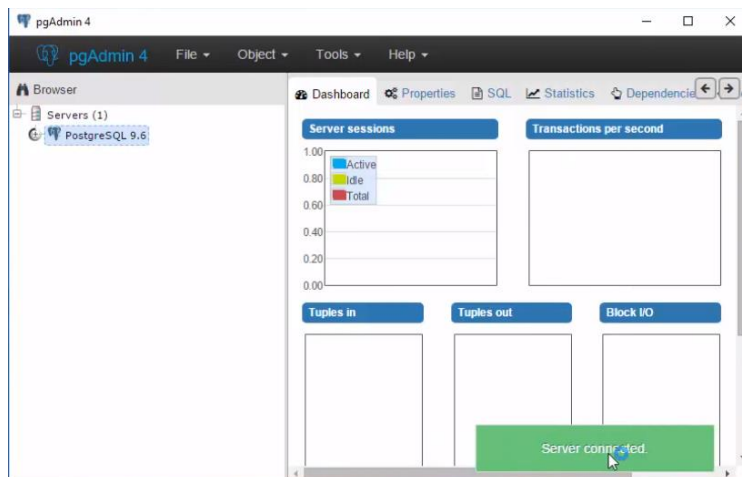 pgAdmin 4
pgAdmin 4 File Object Tools Help
Browser
Servers (1)
PostgreSQL 9.6
Dashboard Properties SQL Statistics Dependencie
Server sessions
1.00
0.80
0.60
0.40
0.20
0.00
Active
Idle
Total
Transactions per second
Tuples in
Tuples out
Block I/O
Server connected.